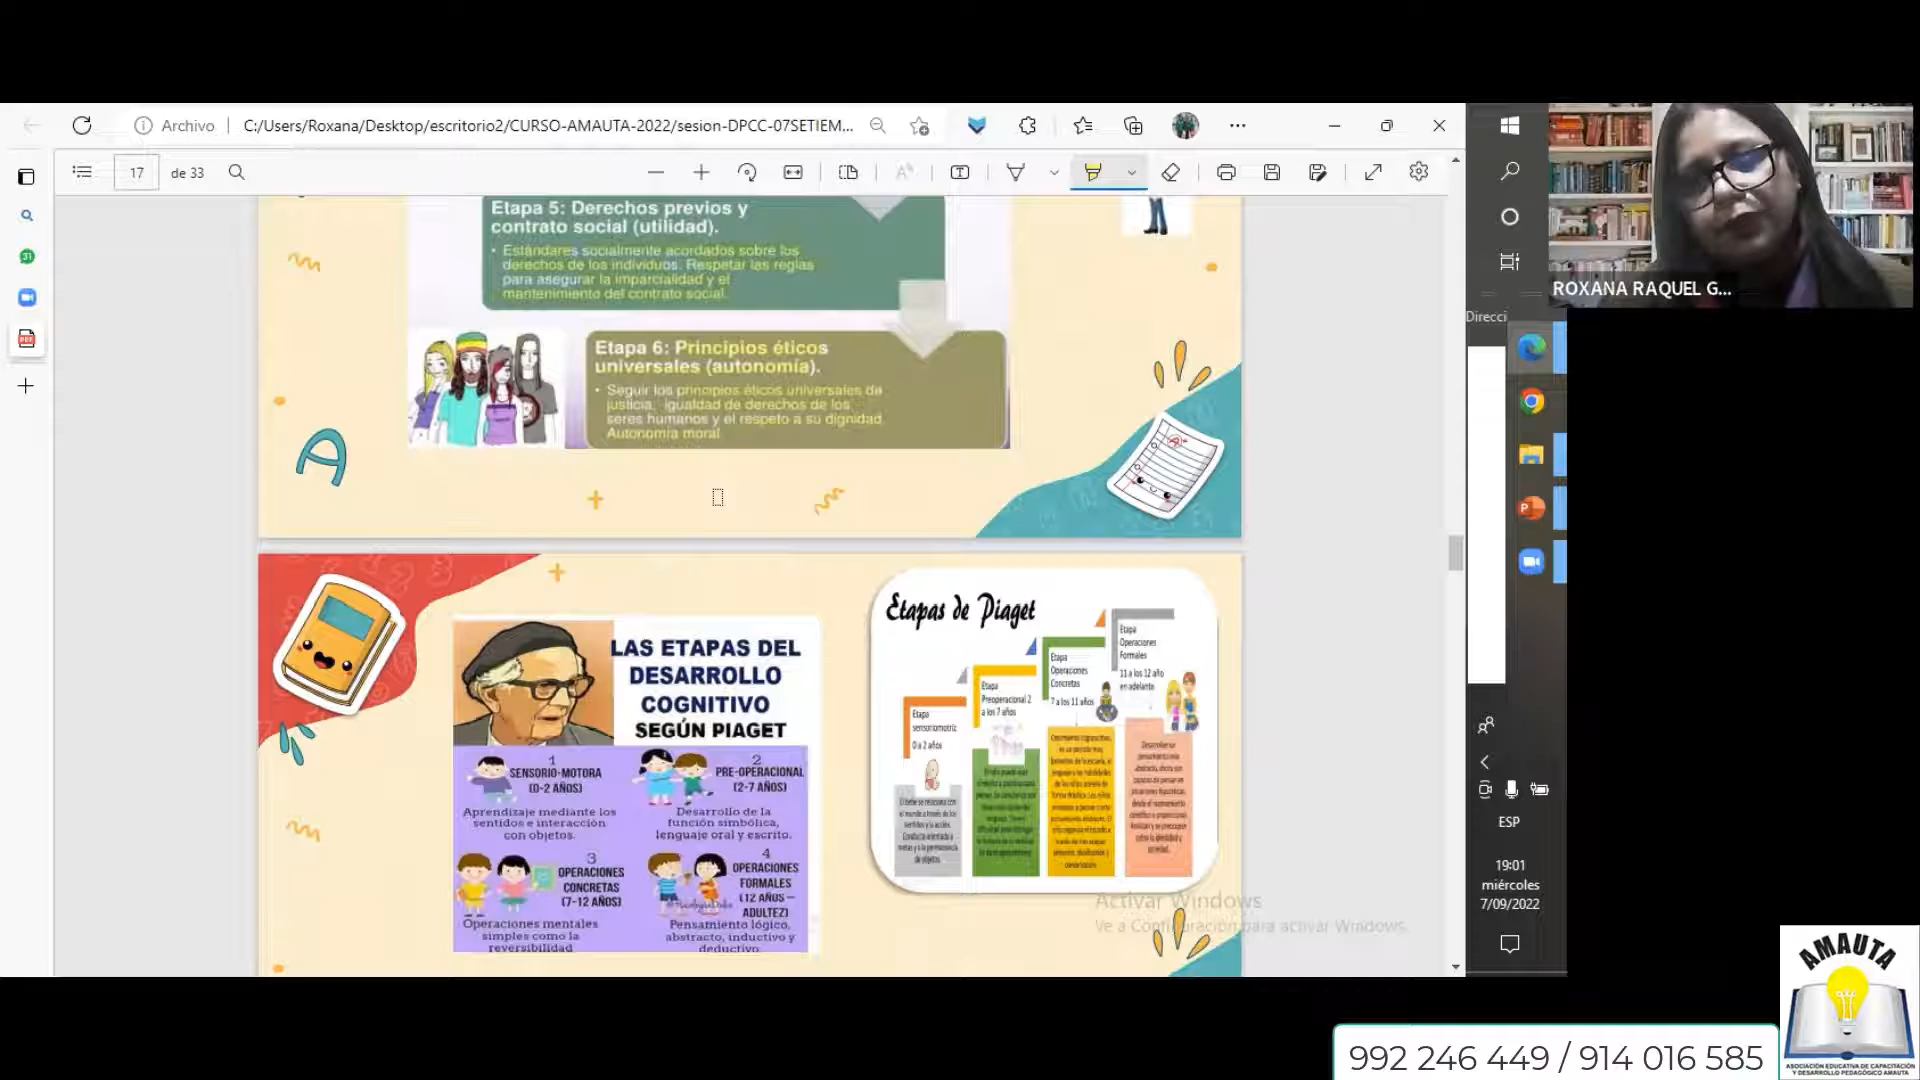 Archivo
C:/Users/Roxana/Desktop/escritorio2/CURSO-AMAUTA-2022/sesion-DPCC-07SETIEM...
17
de 33
Etapa 5: Derechos previos y
contrato social (utilidad).
• Estándares socialmente acordados sobre los
derechos de los individuos. Respetar las reglas
para asegurar la imparcialidad y el
mantenimiento del contrato social.
Etapa 6: Principios éticos
universales (autonomía).
• Seguir los principios éticos universales de
justicia, igualdad de derechos de los
seres humanos y el respeto a su dignidad.
Autonomía moral.
A
LAS ETAPAS DEL
DESARROLLO
COGNITIVO
SEGÚN PIAGET
1
SENSORIO-MOTORA
(0-2 AÑOS)
Aprendizaje mediante los
sentidos e interacción
con objetos.
2
PRE-OPERACIONAL
(2-7 AÑOS)
Desarrollo de la
función simbólica,
lenguaje oral y escrito.
3
OPERACIONES
CONCRETAS
(7-12 AÑOS)
Operaciones mentales
simples como la
reversibilidad
4
OPERACIONES
FORMALES
(12 AÑOS –
ADULTEZ)
Pensamiento lógico,
abstracto, inductivo y
deductivo
Etapas de Piaget
Etapa
sensoriomotriz
0 a 2 años
Etapa
Preoperacional 2
a los 7 años
Etapa
Operaciones
Concretas
7 a los 11 años
Etapa
Operaciones
Formales
11 a los 12 año
en adelante
Activar Windows
Ve a Configuración para activar Windows.
ROXANA RAQUEL G...
Direcci
ESP
19:01
miércoles
7/09/2022
992 246 449 / 914 016 585
AMAUTA
ASOCIACIÓN EDUCATIVA DE CAPACITACIÓN
Y DESARROLLO PEDAGÓGICO AMAUTA